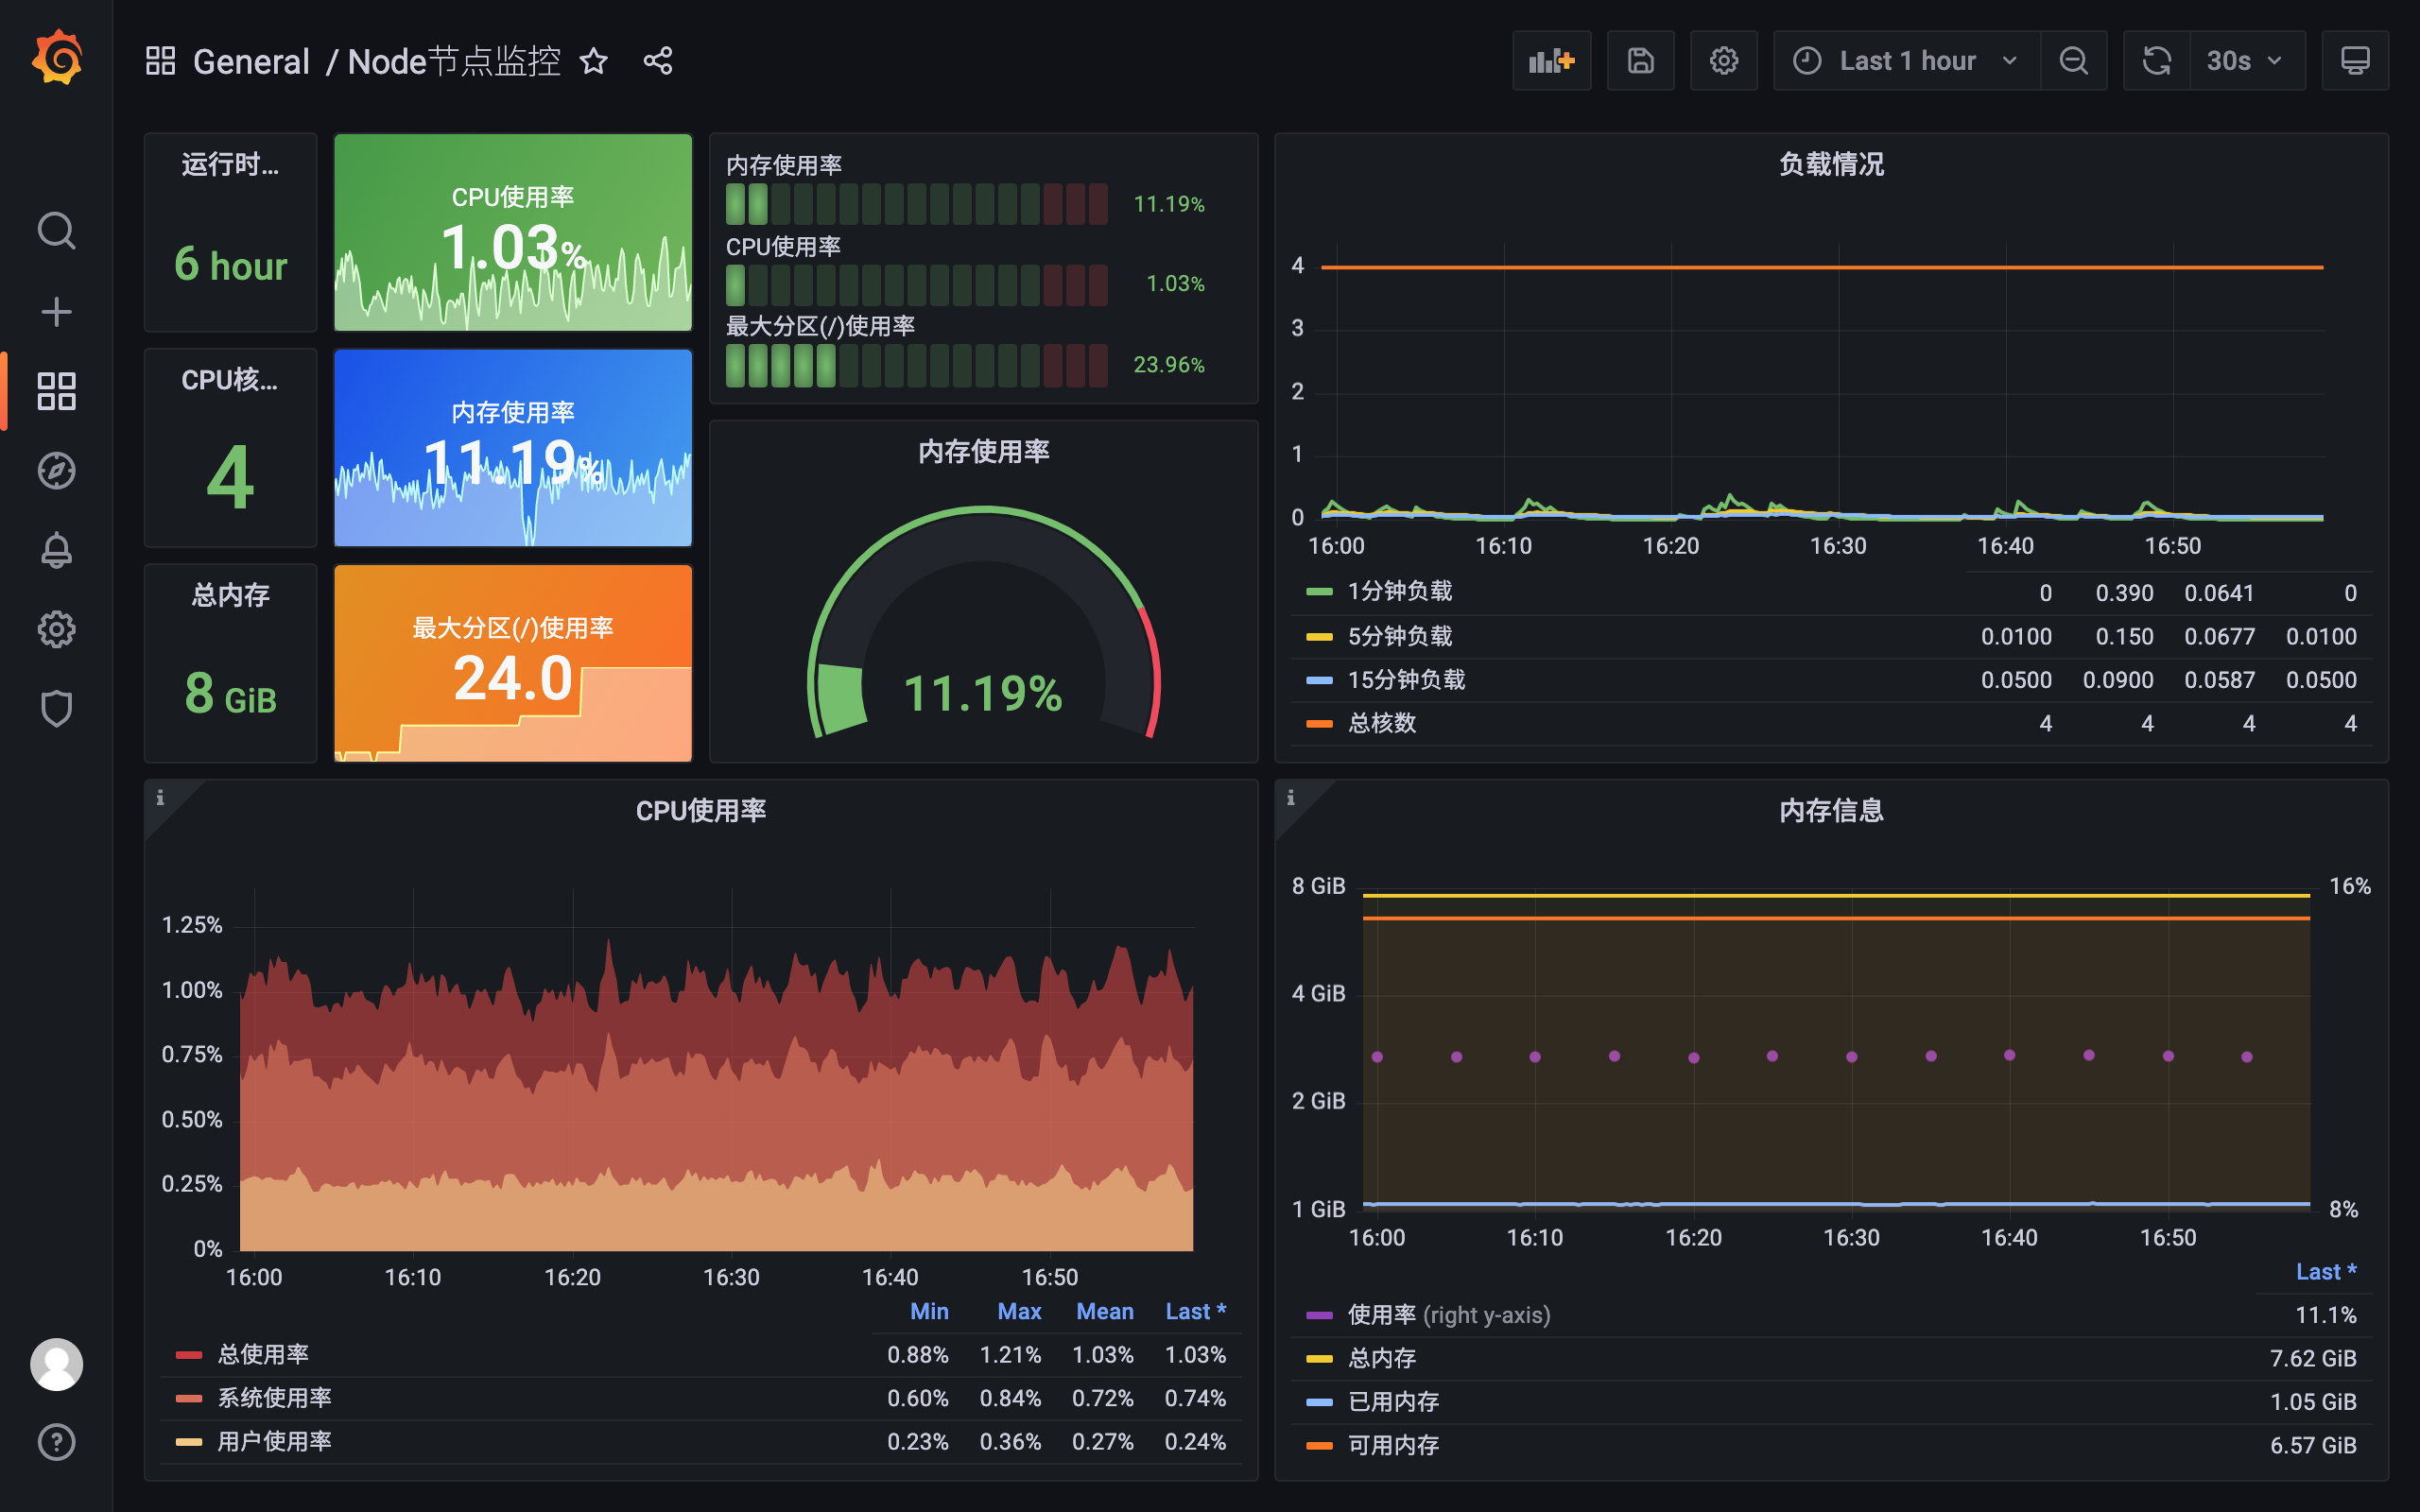 General / Node节点监控
Last 1 hour
30s
运行时...
6 hour
CPU使用率
1.03%
内存使用率
11.19%
CPU使用率
1.03%
最大分区(/)使用率
23.96%
负载情况
4
3
2
1
0
16:00 16:10 16:20 16:30 16:40 16:50
1分钟负载 0 0.390 0.0641 0
5分钟负载 0.0100 0.150 0.0677 0.0100
15分钟负载 0.0500 0.0900 0.0587 0.0500
总核数 4 4 4 4
CPU核...
4
内存使用率
11.19%
内存使用率
11.19%
总内存
8 GiB
最大分区(/)使用率
24.0
i
CPU使用率
1.25%
1.00%
0.75%
0.50%
0.25%
0%
16:00 16:10 16:20 16:30 16:40 16:50
Min Max Mean Last *
总使用率 0.88% 1.21% 1.03% 1.03%
系统使用率 0.60% 0.84% 0.72% 0.74%
用户使用率 0.23% 0.36% 0.27% 0.24%
i
内存信息
8 GiB 16%
4 GiB
2 GiB
1 GiB 8%
16:00 16:10 16:20 16:30 16:40 16:50
Last *
使用率 (right y-axis) 11.1%
总内存 7.62 GiB
已用内存 1.05 GiB
可用内存 6.57 GiB